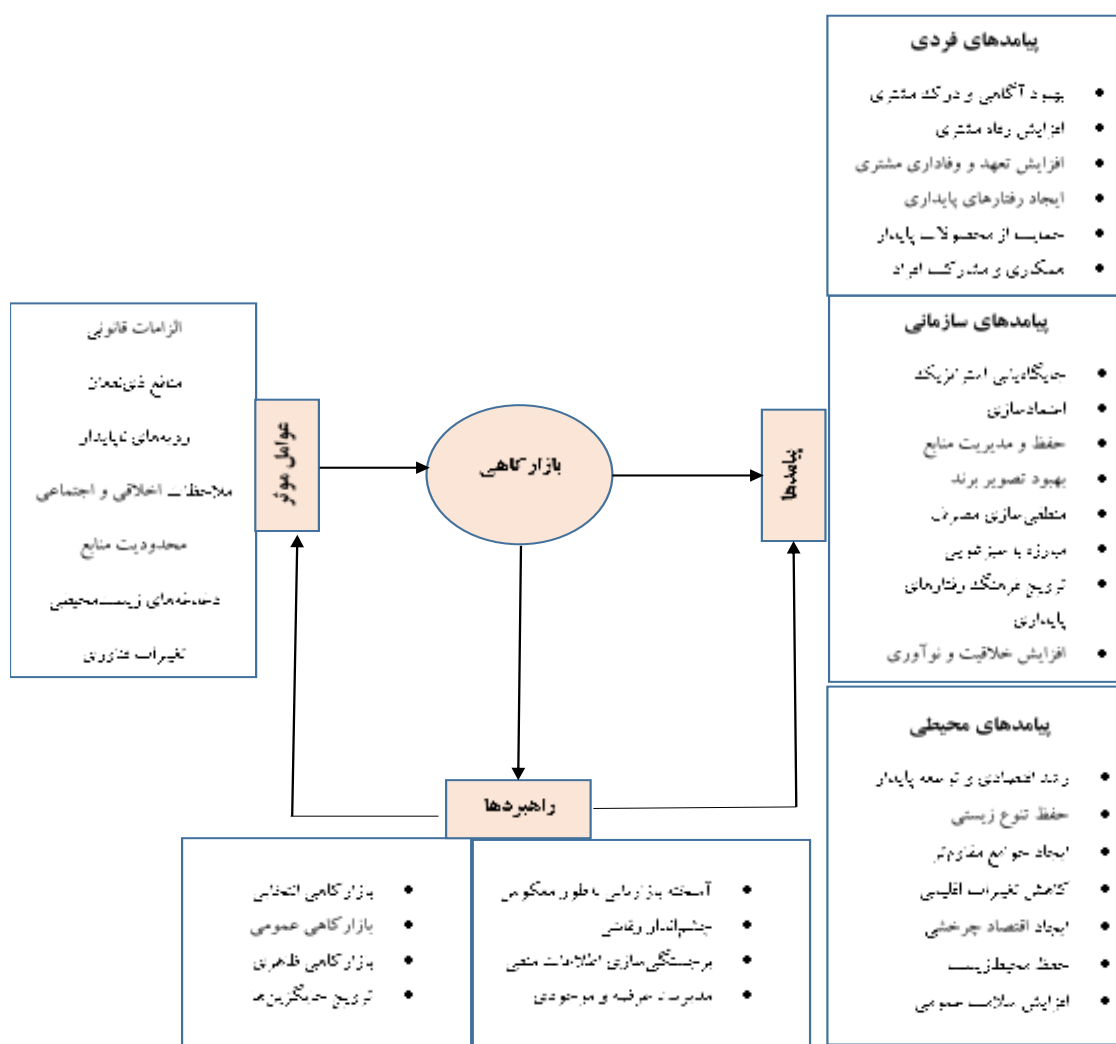 پیامدهای فردی
بهبود آگاهی و درک مشتری
افزایش رفاه مشتری
افزایش تعهد و وفاداری مشتری
ایجاد رفتارهای پایداری
حمایت از محصولات پایدار
همکاری و مشارکت افراد
پیامدهای سازمانی
جایگاه‌یابی استراتژیک
اعتمادسازی
حفظ و مدیریت منابع
بهبود تصویر برند
منطقی‌سازی مصرف
مبارزه با سبزشویی
ترویج فرهنگ رفتارهای
پایداری
افزایش خلاقیت و نوآوری
پیامدهای محیطی
رشد اقتصادی و توسعه پایدار
حفظ تنوع زیستی
ایجاد جوامع مقاوم‌تر
کاهش تغییرات اقلیمی
ایجاد اقتصاد چرخشی
حفظ محیط‌زیست
افزایش سلامت عمومی
پیامدها
بازارکاهی
عوامل موثر
الزامات قانونی
منافع ذی‌نفعان
رویه‌های ناپایدار
ملاحظات اخلاقی و اجتماعی
محدودیت منابع
دغدغه‌های زیست‌محیطی
تغییرات فناوری
راهبردها
آمیخته بازاریابی به‌طور معکوس
چشم‌انداز رقابتی
برجستگی‌سازی اطلاعات منفی
مدیریت عرضه و موجودی
بازارکاهی انتخابی
بازارکاهی عمومی
بازارکاهی ظاهری
ترویج جایگزین‌ها